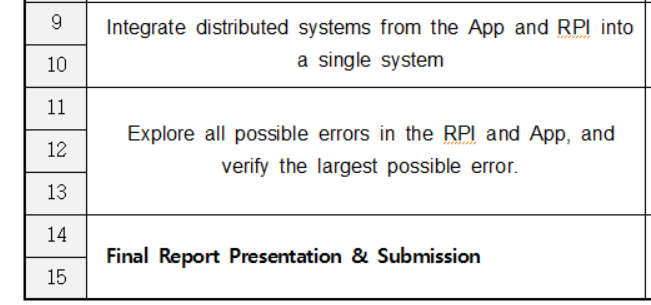 9
Integrate distributed systems from the App and RPI into
10
a single system
11
Explore all possible errors in the RPI and App, and
12
verify the largest possible error.
13
14
Final Report Presentation & Submission
15